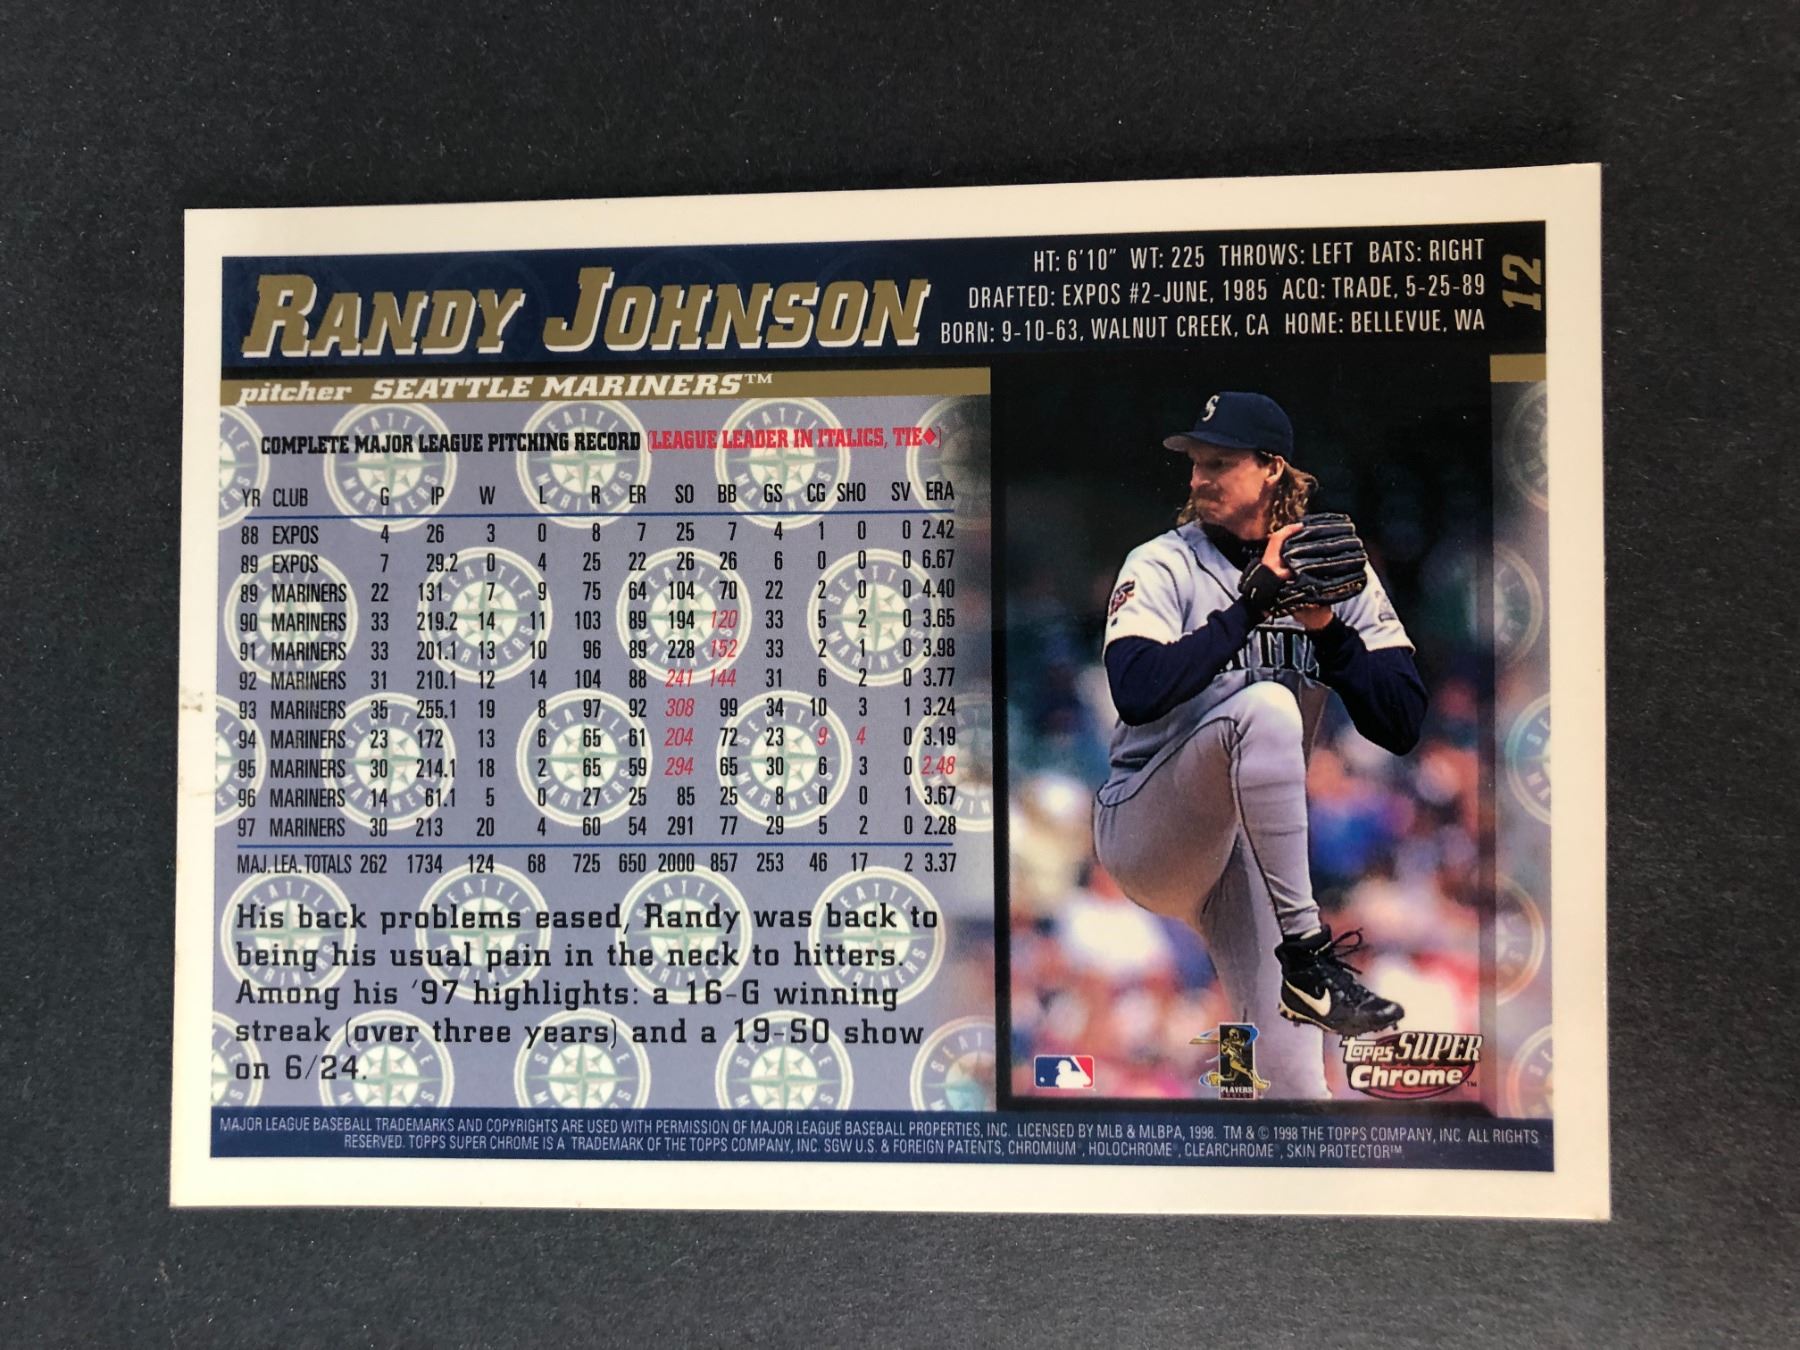 RANDY JOHNSON
HT: 6'10" WT: 225 THROWS: LEFT BATS: RIGHT
DRAFTED: EXPOS #2-JUNE, 1985 ACQ: TRADE, 5-25-89
BORN: 9-10-63, WALNUT CREEK, CA HOME: BELLEVUE, WA
12
pitcher SEATTLE MARINERS™
COMPLETE MAJOR LEAGUE PITCHING RECORD (LEAGUE LEADER IN ITALICS, TIE♦)
YR CLUB G IP W L R ER SO BB GS CG SHO SV ERA
88 EXPOS 4 26 3 0 8 7 25 7 4 1 0 0 2.42
89 EXPOS 7 29.2 0 4 25 22 26 26 6 0 0 0 6.67
89 MARINERS 22 131 7 9 75 64 104 70 22 2 0 0 4.40
90 MARINERS 33 219.2 14 11 103 89 194 120 33 5 2 0 3.65
91 MARINERS 33 201.1 13 10 96 89 228 152 33 2 1 0 3.98
92 MARINERS 31 210.1 12 14 104 88 241 144 31 6 2 0 3.77
93 MARINERS 35 255.1 19 8 97 92 308 99 34 10 3 1 3.24
94 MARINERS 23 172 13 6 65 61 204 72 23 9 4 0 3.19
95 MARINERS 30 214.1 18 2 65 59 294 65 30 6 3 0 2.48
96 MARINERS 14 61.1 5 0 27 25 85 25 8 0 0 1 3.67
97 MARINERS 30 213 20 4 60 54 291 77 29 5 2 0 2.28
MAJ. LEA. TOTALS 262 1734 124 68 725 650 2000 857 253 46 17 2 3.37
His back problems eased, Randy was back to
being his usual pain in the neck to hitters.
Among his '97 highlights: a 16-G winning
streak (over three years) and a 19-SO show
on 6/24.
PLAYERS
CHOICE
Topps SUPER
Chrome™
MAJOR LEAGUE BASEBALL TRADEMARKS AND COPYRIGHTS ARE USED WITH PERMISSION OF MAJOR LEAGUE BASEBALL PROPERTIES, INC. LICENSED BY MLB & MLBPA, 1998. TM & © 1998 THE TOPPS COMPANY, INC. ALL RIGHTS
RESERVED. TOPPS SUPER CHROME IS A TRADEMARK OF THE TOPPS COMPANY, INC. SGW U.S. & FOREIGN PATENTS, CHROMIUM®, HOLOCHROME®, CLEARCHROME®, SKIN PROTECTOR™.